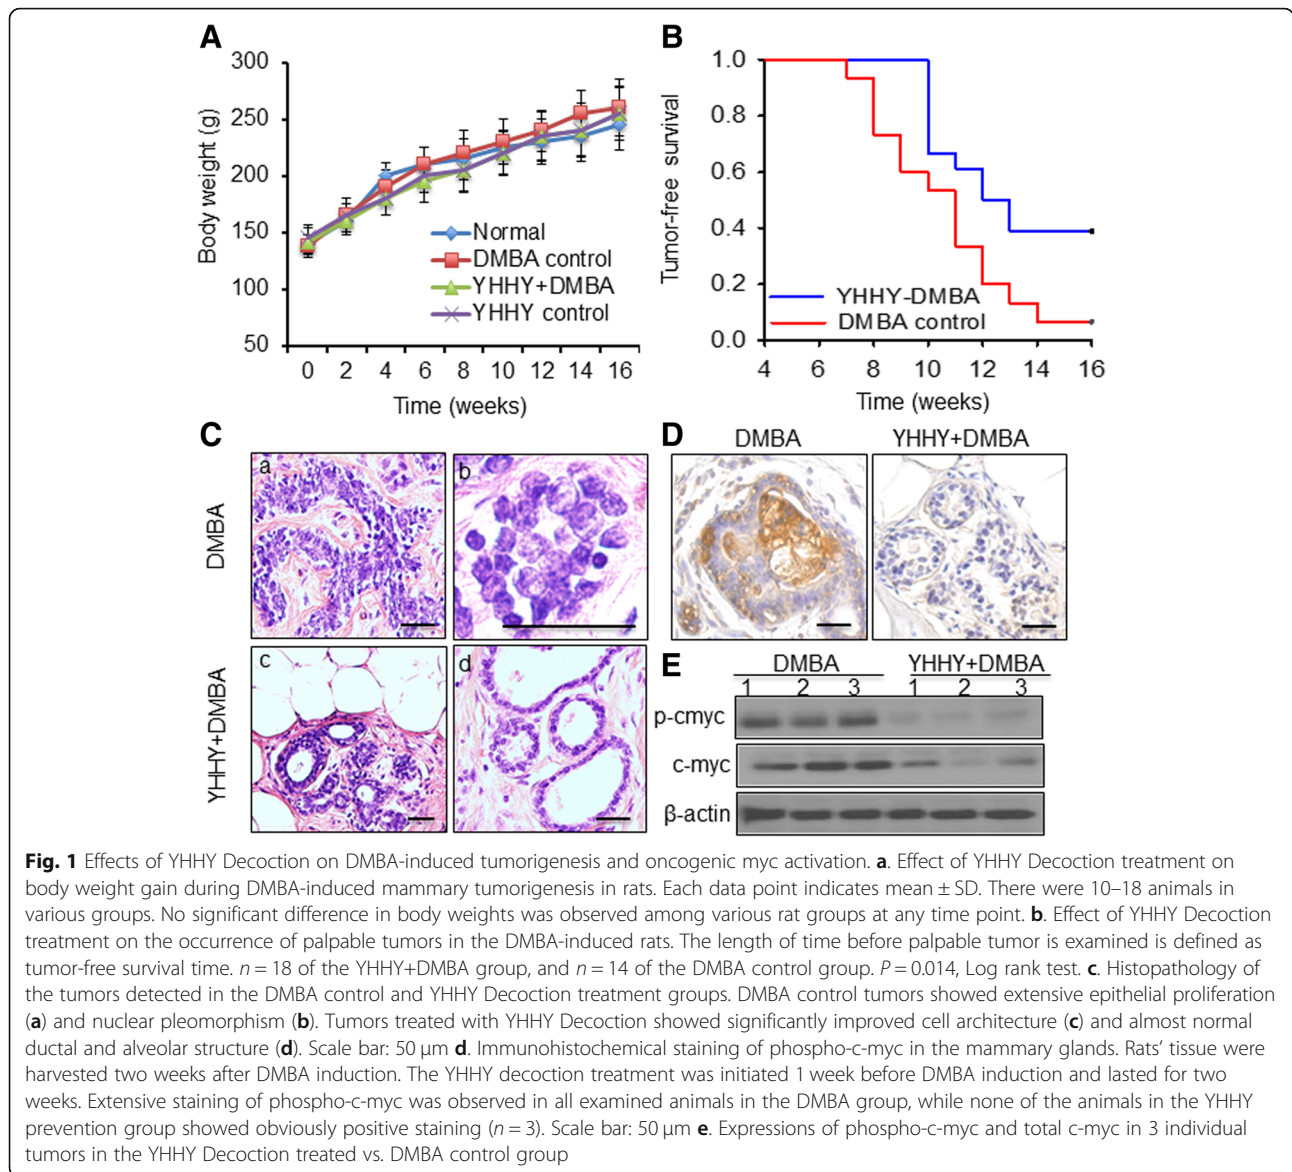 A
B
300
250
200
150
100
50
Body weight (g)
Normal
DMBA control
YHHY+DMBA
YHHY control
0 2 4 6 8 10 12 14 16
Time (weeks)
1.0
0.8
0.6
0.4
0.2
0.0
Tumor-free survival
YHHY-DMBA
DMBA control
4 6 8 10 12 14 16
Time (weeks)
C
DMBA
a
b
YHHY+DMBA
c
d
D
DMBA YHHY+DMBA
E
DMBA YHHY+DMBA
1 2 3 1 2 3
p-cmyc
c-myc
β-actin
Fig. 1 Effects of YHHY Decoction on DMBA-induced tumorigenesis and oncogenic myc activation. a. Effect of YHHY Decoction treatment on
body weight gain during DMBA-induced mammary tumorigenesis in rats. Each data point indicates mean ± SD. There were 10–18 animals in
various groups. No significant difference in body weights was observed among various rat groups at any time point. b. Effect of YHHY Decoction
treatment on the occurrence of palpable tumors in the DMBA-induced rats. The length of time before palpable tumor is examined is defined as
tumor-free survival time. n = 18 of the YHHY+DMBA group, and n = 14 of the DMBA control group. P = 0.014, Log rank test. c. Histopathology of
the tumors detected in the DMBA control and YHHY Decoction treatment groups. DMBA control tumors showed extensive epithelial proliferation
(a) and nuclear pleomorphism (b). Tumors treated with YHHY Decoction showed significantly improved cell architecture (c) and almost normal
ductal and alveolar structure (d). Scale bar: 50 μm d. Immunohistochemical staining of phospho-c-myc in the mammary glands. Rats' tissue were
harvested two weeks after DMBA induction. The YHHY decoction treatment was initiated 1 week before DMBA induction and lasted for two
weeks. Extensive staining of phospho-c-myc was observed in all examined animals in the DMBA group, while none of the animals in the YHHY
prevention group showed obviously positive staining (n = 3). Scale bar: 50 μm e. Expressions of phospho-c-myc and total c-myc in 3 individual
tumors in the YHHY Decoction treated vs. DMBA control group